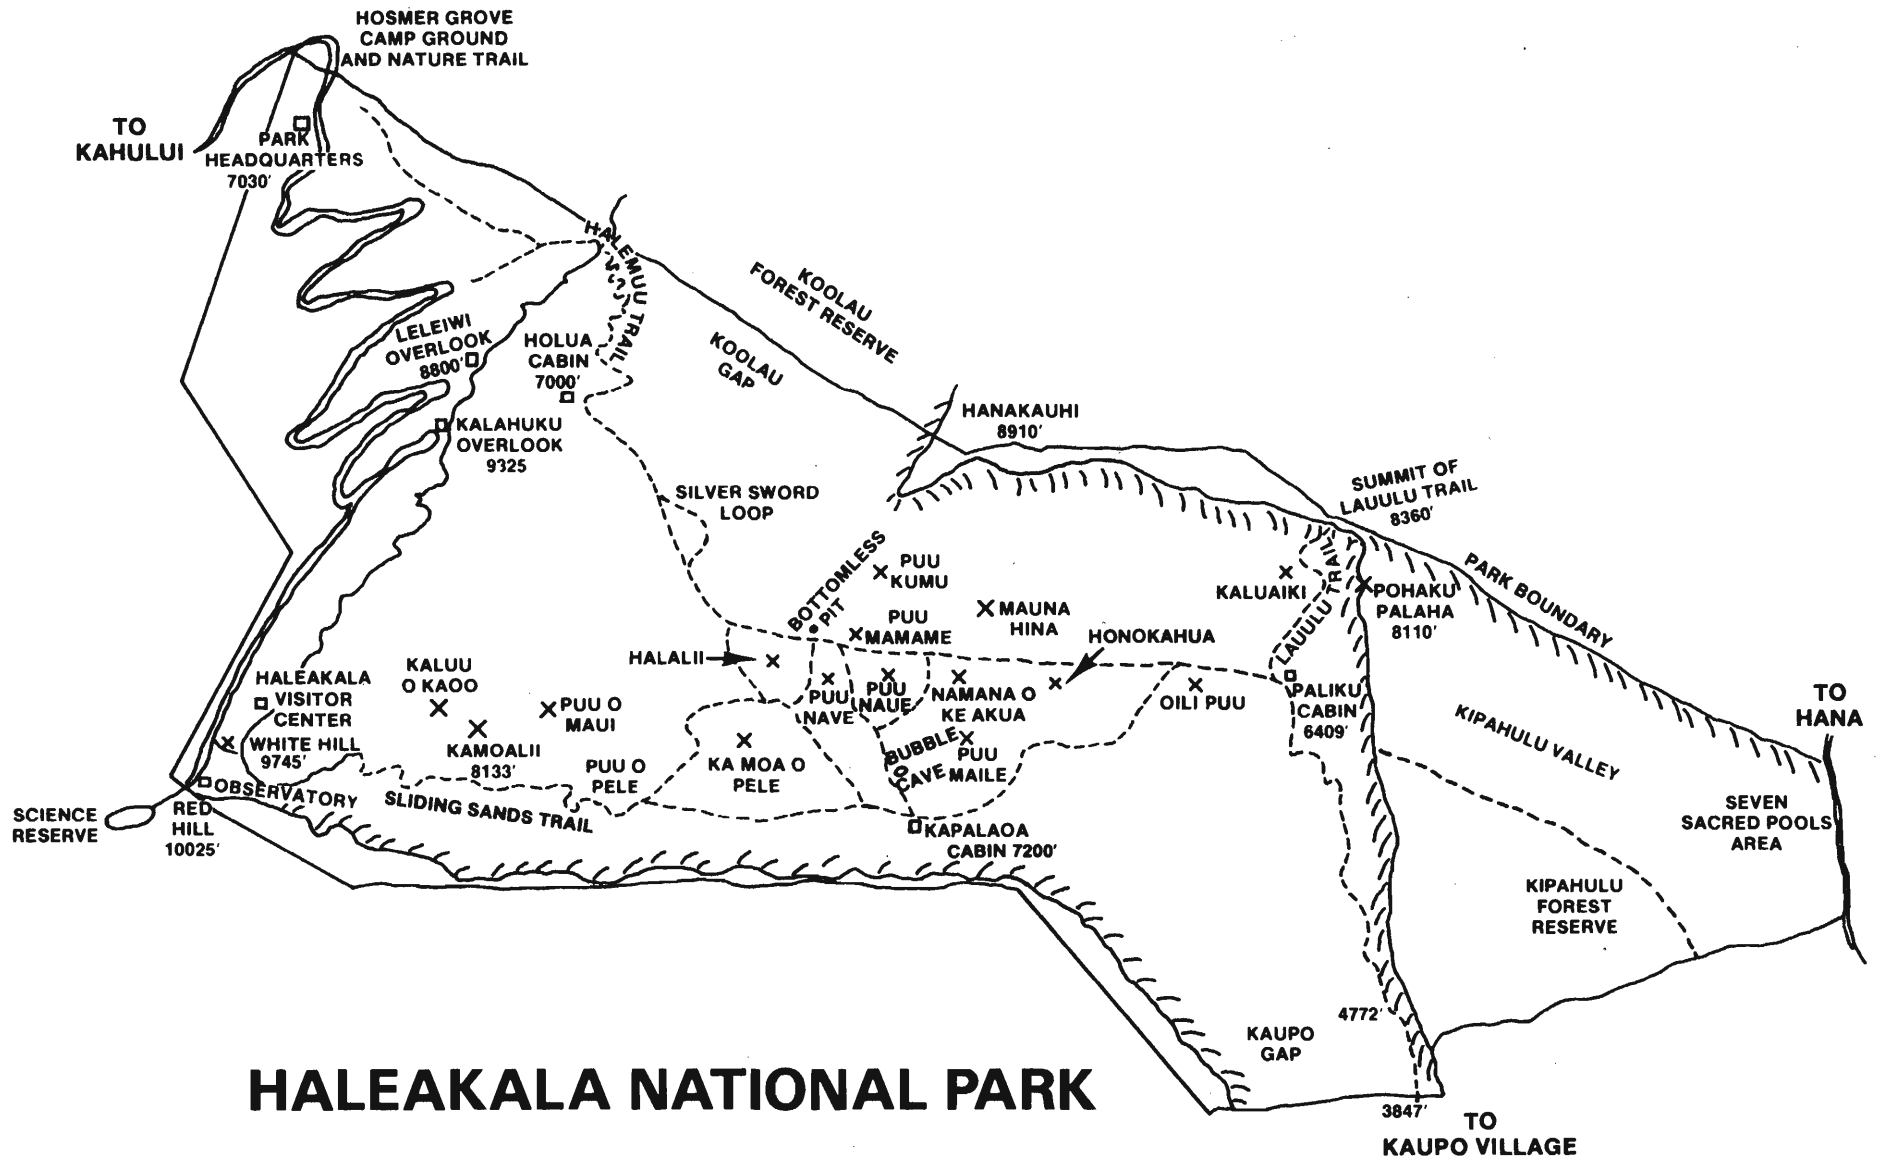 HOSMER GROVE
CAMP GROUND
AND NATURE TRAIL
TO
KAHULUI
PARK
HEADQUARTERS
7030'
HALEMUU TRAIL
KOOLAU
FOREST RESERVE
KOOLAU
GAP
LELEIWI
OVERLOOK
8800'
HOLUA
CABIN
7000'
KALAHUKU
OVERLOOK
9325
HANAKAUHI
8910'
SILVER SWORD
LOOP
SUMMIT OF
LAUULU TRAIL
8360'
PARK BOUNDARY
BOTTOMLESS
PIT
PUU
KUMU
MAUNA
HINA
PUU
MAMAME
HONOKAHUA
KALUAIKI
LAUULU TRAIL
POHAKU
PALAHA
8110'
HALALII
HALEAKALA
VISITOR
CENTER
KALUU
O KAOO
PUU O
MAUI
KAMOALII
8133'
WHITE HILL
9745'
PUU
NAVE
PUU
NAUE
NAMANA O
KE AKUA
OILI PUU
PALIKU
CABIN
6409'
KIPAHULU VALLEY
TO
HANA
KA MOA O
PELE
PUU O
PELE
BUBBLE
CAVE
PUU
MAILE
OBSERVATORY
SLIDING SANDS TRAIL
SCIENCE
RESERVE
RED
HILL
10025'
KAPALAOA
CABIN 7200'
SEVEN
SACRED POOLS
AREA
KIPAHULU
FOREST
RESERVE
4772'
KAUPO
GAP
3847'
TO
KAUPO VILLAGE
HALEAKALA NATIONAL PARK